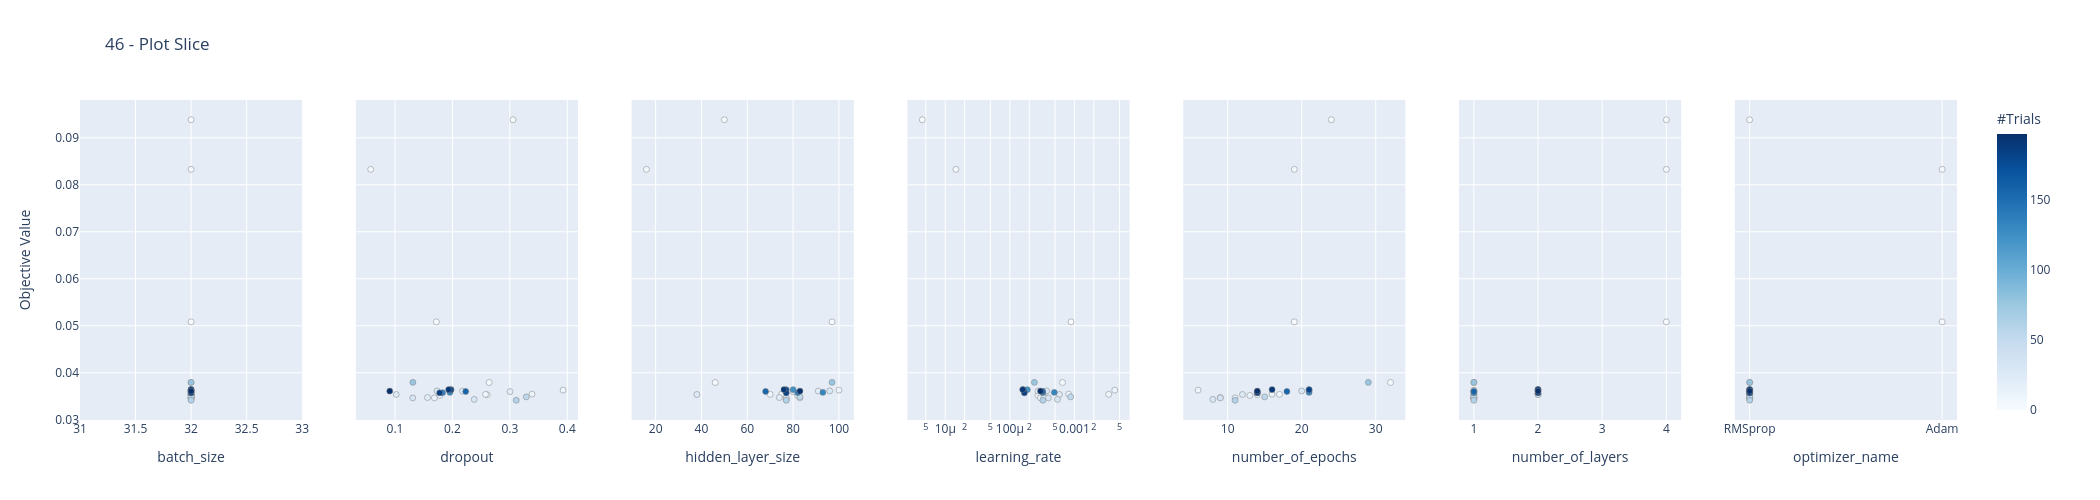 46 - Plot Slice
#Trials
150
100
50
0
Objective Value
0.09
0.08
0.07
0.06
0.05
0.04
0.03
31 31.5 32 32.5 33
0.1 0.2 0.3 0.4
20 40 60 80 100
5 10μ 2 5 100μ 2 5 0.001 2 5
10 20 30
1 2 3 4
RMSprop Adam
batch_size
dropout
hidden_layer_size
learning_rate
number_of_epochs
number_of_layers
optimizer_name